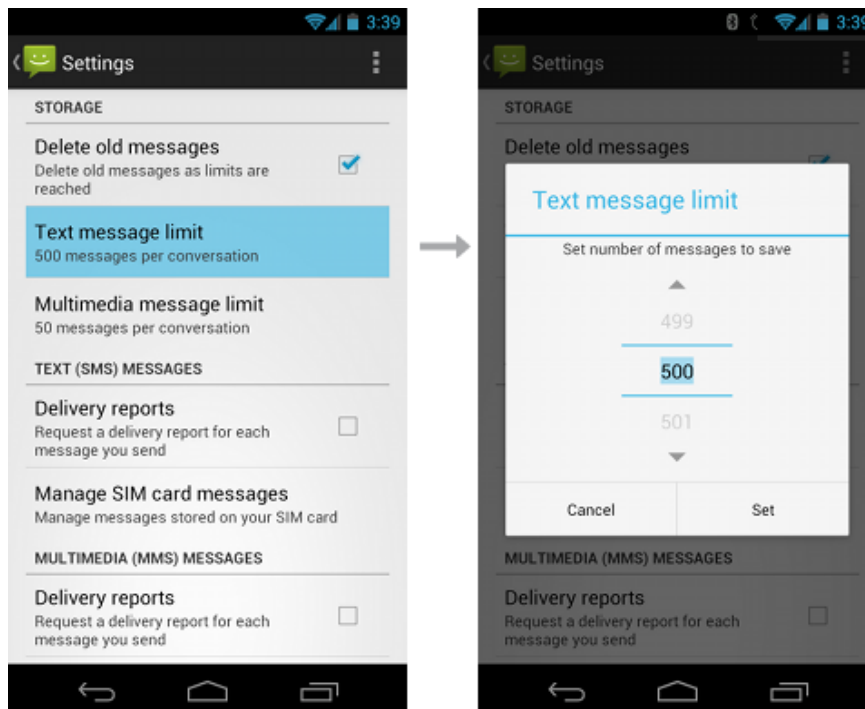 3:39
Settings
STORAGE
Delete old messages
Delete old messages as limits are
reached
Text message limit
500 messages per conversation
Multimedia message limit
50 messages per conversation
TEXT (SMS) MESSAGES
Delivery reports
Request a delivery report for each
message you send
Manage SIM card messages
Manage messages stored on your SIM card
MULTIMEDIA (MMS) MESSAGES
Delivery reports
Request a delivery report for each
message you send
3:39
Settings
STORAGE
Delete old messages
Text message limit
Set number of messages to save
499
500
501
Cancel
Set
MULTIMEDIA (MMS) MESSAGES
Delivery reports
Request a delivery report for each
message you send